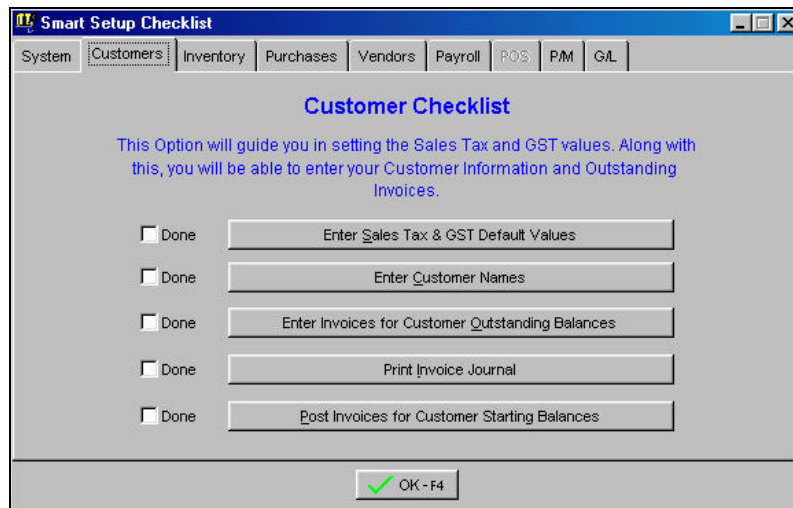 Smart Setup Checklist
System Customers Inventory Purchases Vendors Payroll POS P/M G/L
Customer Checklist
This Option will guide you in setting the Sales Tax and GST values. Along with
this, you will be able to enter your Customer Information and Outstanding
Invoices.
Done Enter Sales Tax & GST Default Values
Done Enter Customer Names
Done Enter Invoices for Customer Outstanding Balances
Done Print Invoice Journal
Done Post Invoices for Customer Starting Balances
OK - F4